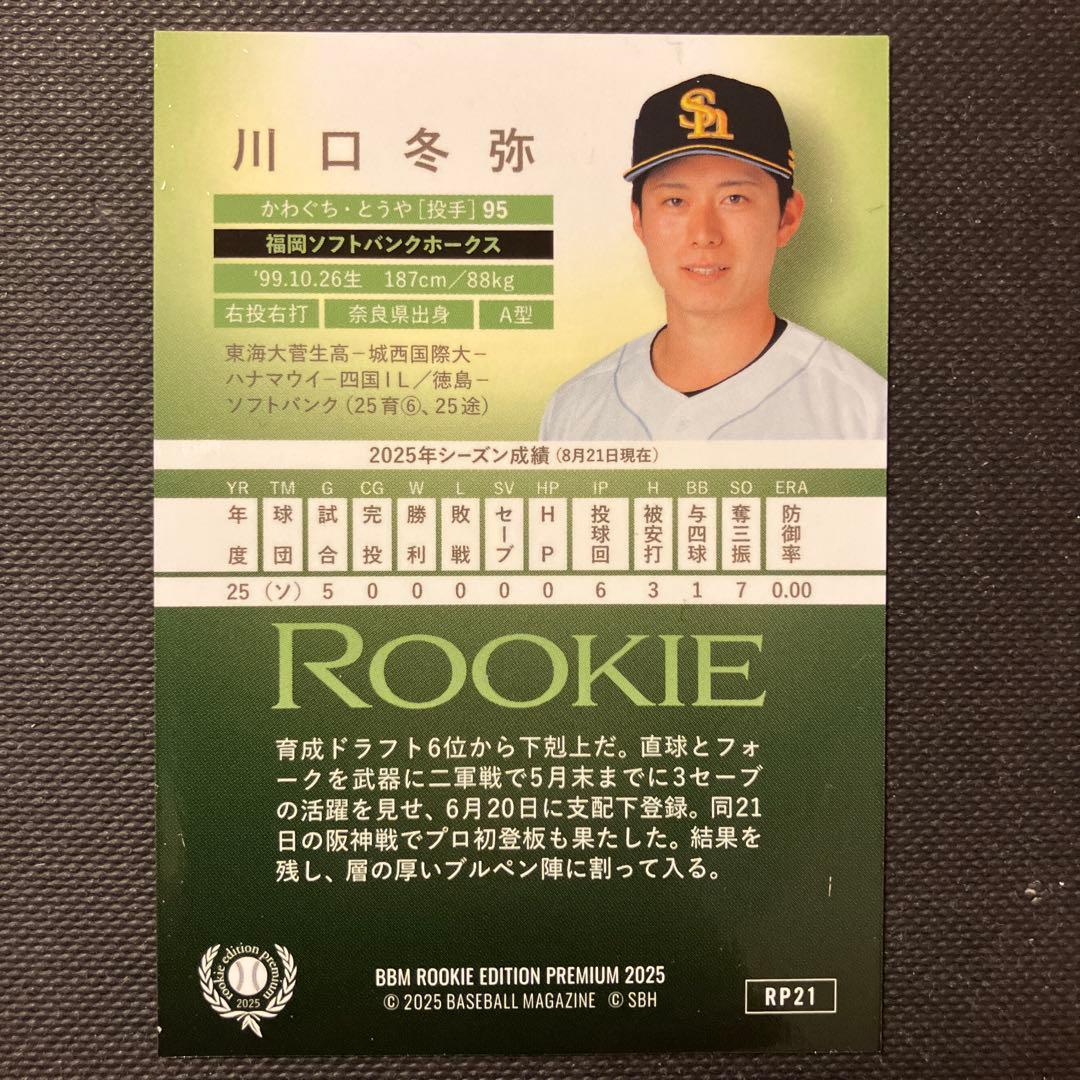 川口冬弥
かわぐち・とうや[投手]95
福岡ソフトバンクホークス
'99.10.26生 187cm/88kg
右投右打 奈良県出身 A型
東海大菅生高-城西国際大-
ハナマウイ-四国IL/徳島-
ソフトバンク(25育⑥、25途)
Sh
2025年シーズン成績(8月21日現在)
YR TM G CG W L SV HP IP H BB SO ERA
年度 球団 試合 完投 勝利 敗戦 セーブ HP 投球回 被安打 与四球 奪三振 防御率
25 (ソ) 5 0 0 0 0 0 6 3 1 7 0.00
ROOKIE
育成ドラフト6位から下剋上だ。直球とフォ
ークを武器に二軍戦で5月末までに3セーブ
の活躍を見せ、6月20日に支配下登録。同21
日の阪神戦でプロ初登板も果たした。結果を
残し、層の厚いブルペン陣に割って入る。
rookie edition premium
2025
BBM ROOKIE EDITION PREMIUM 2025
© 2025 BASEBALL MAGAZINE © SBH
RP21